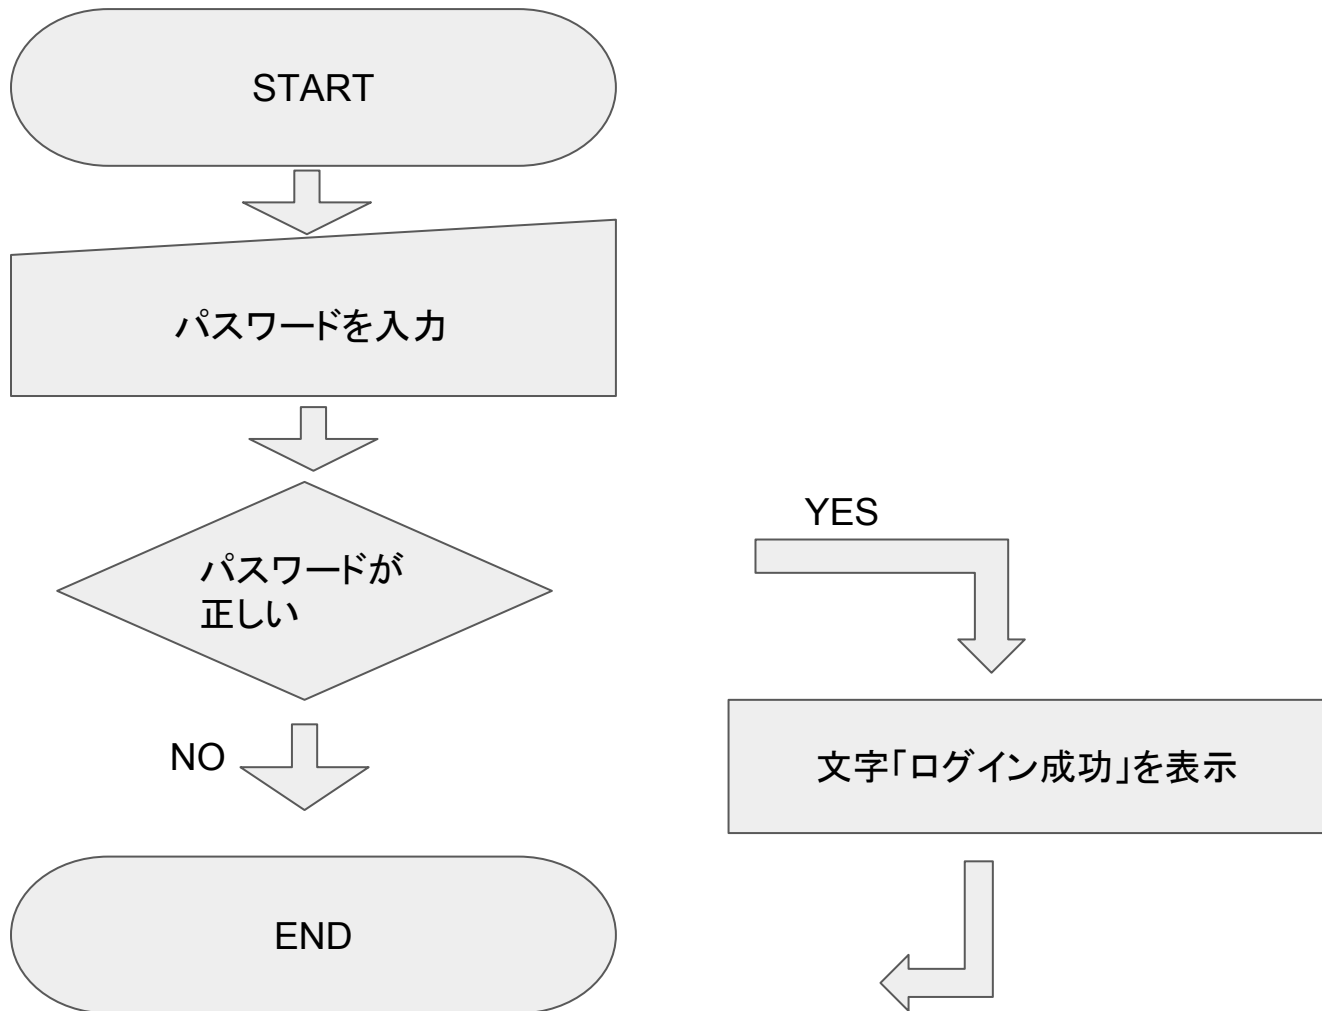 START
パスワードを入力
パスワードが
正しい
YES
NO
文字「ログイン成功」を表示
END